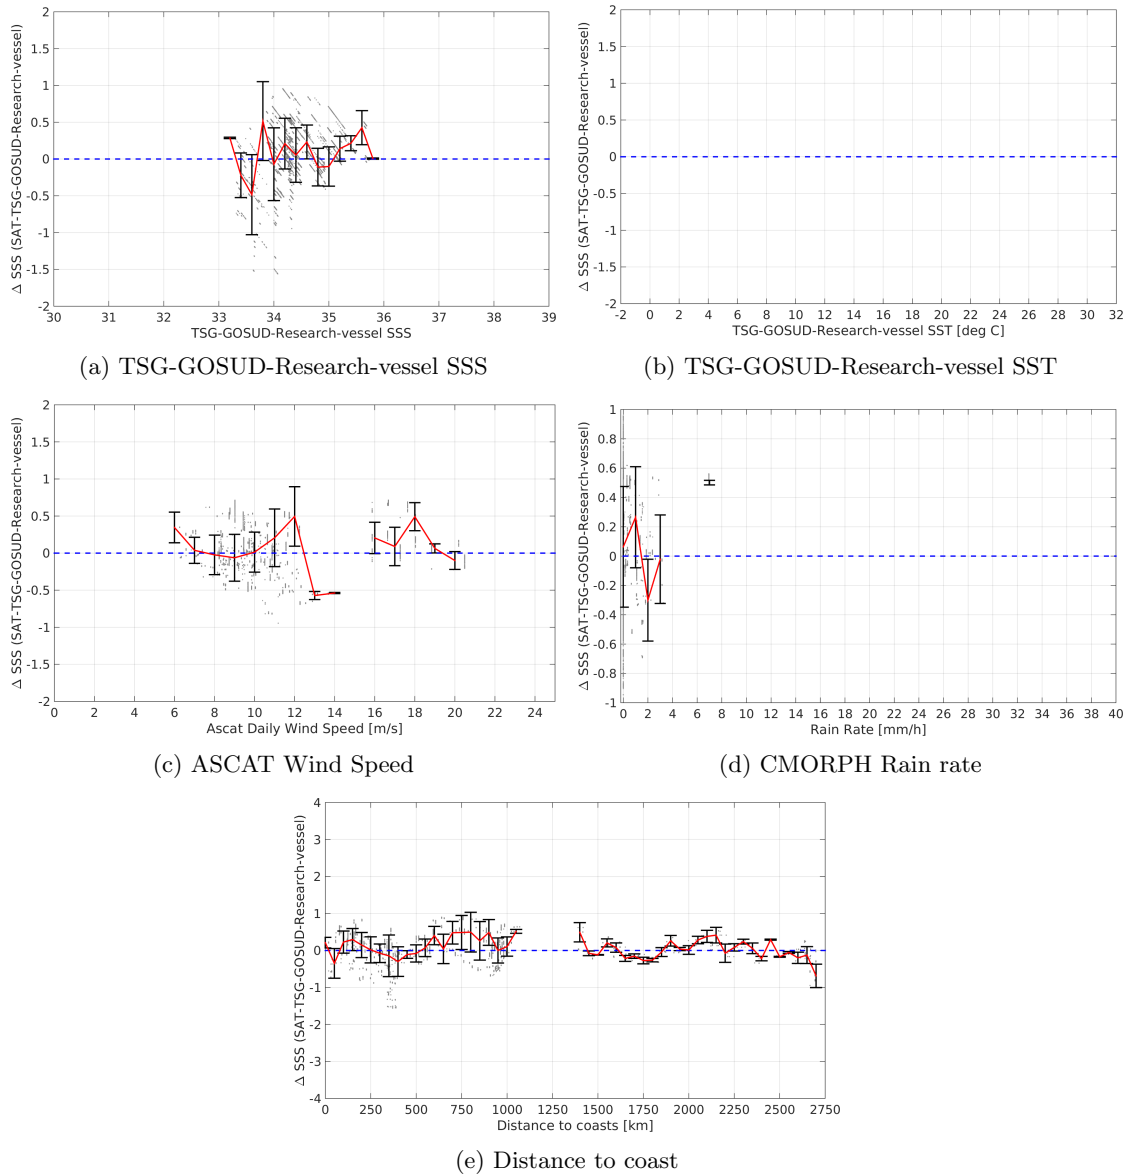 Δ SSS (SAT-TSG-GOSUD-Research-vessel)
2
1.5
1
0.5
0
-0.5
-1
-1.5
-2
30 31 32 33 34 35 36 37 38 39
TSG-GOSUD-Research-vessel SSS
(a) TSG-GOSUD-Research-vessel SSS
Δ SSS (SAT-TSG-GOSUD-Research-vessel)
2
1.5
1
0.5
0
-0.5
-1
-1.5
-2
-2 0 2 4 6 8 10 12 14 16 18 20 22 24 26 28 30 32
TSG-GOSUD-Research-vessel SST [deg C]
(b) TSG-GOSUD-Research-vessel SST
Δ SSS (SAT-TSG-GOSUD-Research-vessel)
2
1.5
1
0.5
0
-0.5
-1
-1.5
-2
0 2 4 6 8 10 12 14 16 18 20 22 24
Ascat Daily Wind Speed [m/s]
(c) ASCAT Wind Speed
Δ SSS (SAT-TSG-GOSUD-Research-vessel)
1
0.8
0.6
0.4
0.2
0
-0.2
-0.4
-0.6
-0.8
-1
0 2 4 6 8 10 12 14 16 18 20 22 24 26 28 30 32 34 36 38 40
Rain Rate [mm/h]
(d) CMORPH Rain rate
Δ SSS (SAT-TSG-GOSUD-Research-vessel)
4
3
2
1
0
-1
-2
-3
-4
0 250 500 750 1000 1250 1500 1750 2000 2250 2500 2750
Distance to coasts [km]
(e) Distance to coast